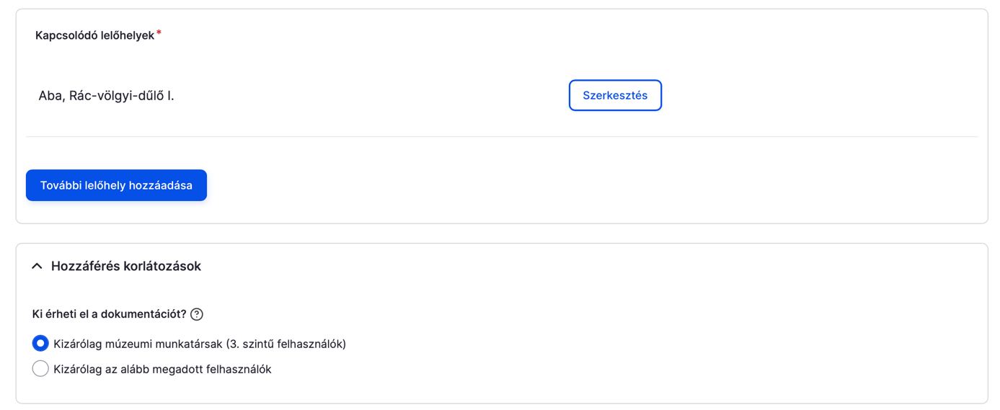 Kapcsolódó lelőhelyek*
Aba, Rác-völgyi-dűlő I.
Szerkesztés
További lelőhely hozzáadása
Hozzáférés korlátozások
Ki érheti el a dokumentációt? ?
Kizárólag múzeumi munkatársak (3. szintű felhasználók)
Kizárólag az alább megadott felhasználók